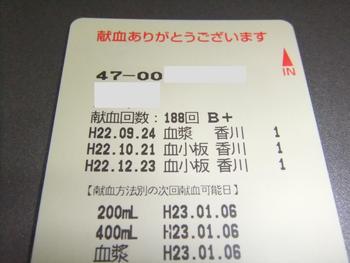 献血ありがとうございます
IN
47-00
献血回数:188回 B+
H22.09.24 血漿 香川 1
H22.10.21 血小板 香川 1
H22.12.23 血小板 香川 1
【献血方法別の次回献血可能日】
200mL H23.01.06
400mL H23.01.06
血漿 H23.01.06